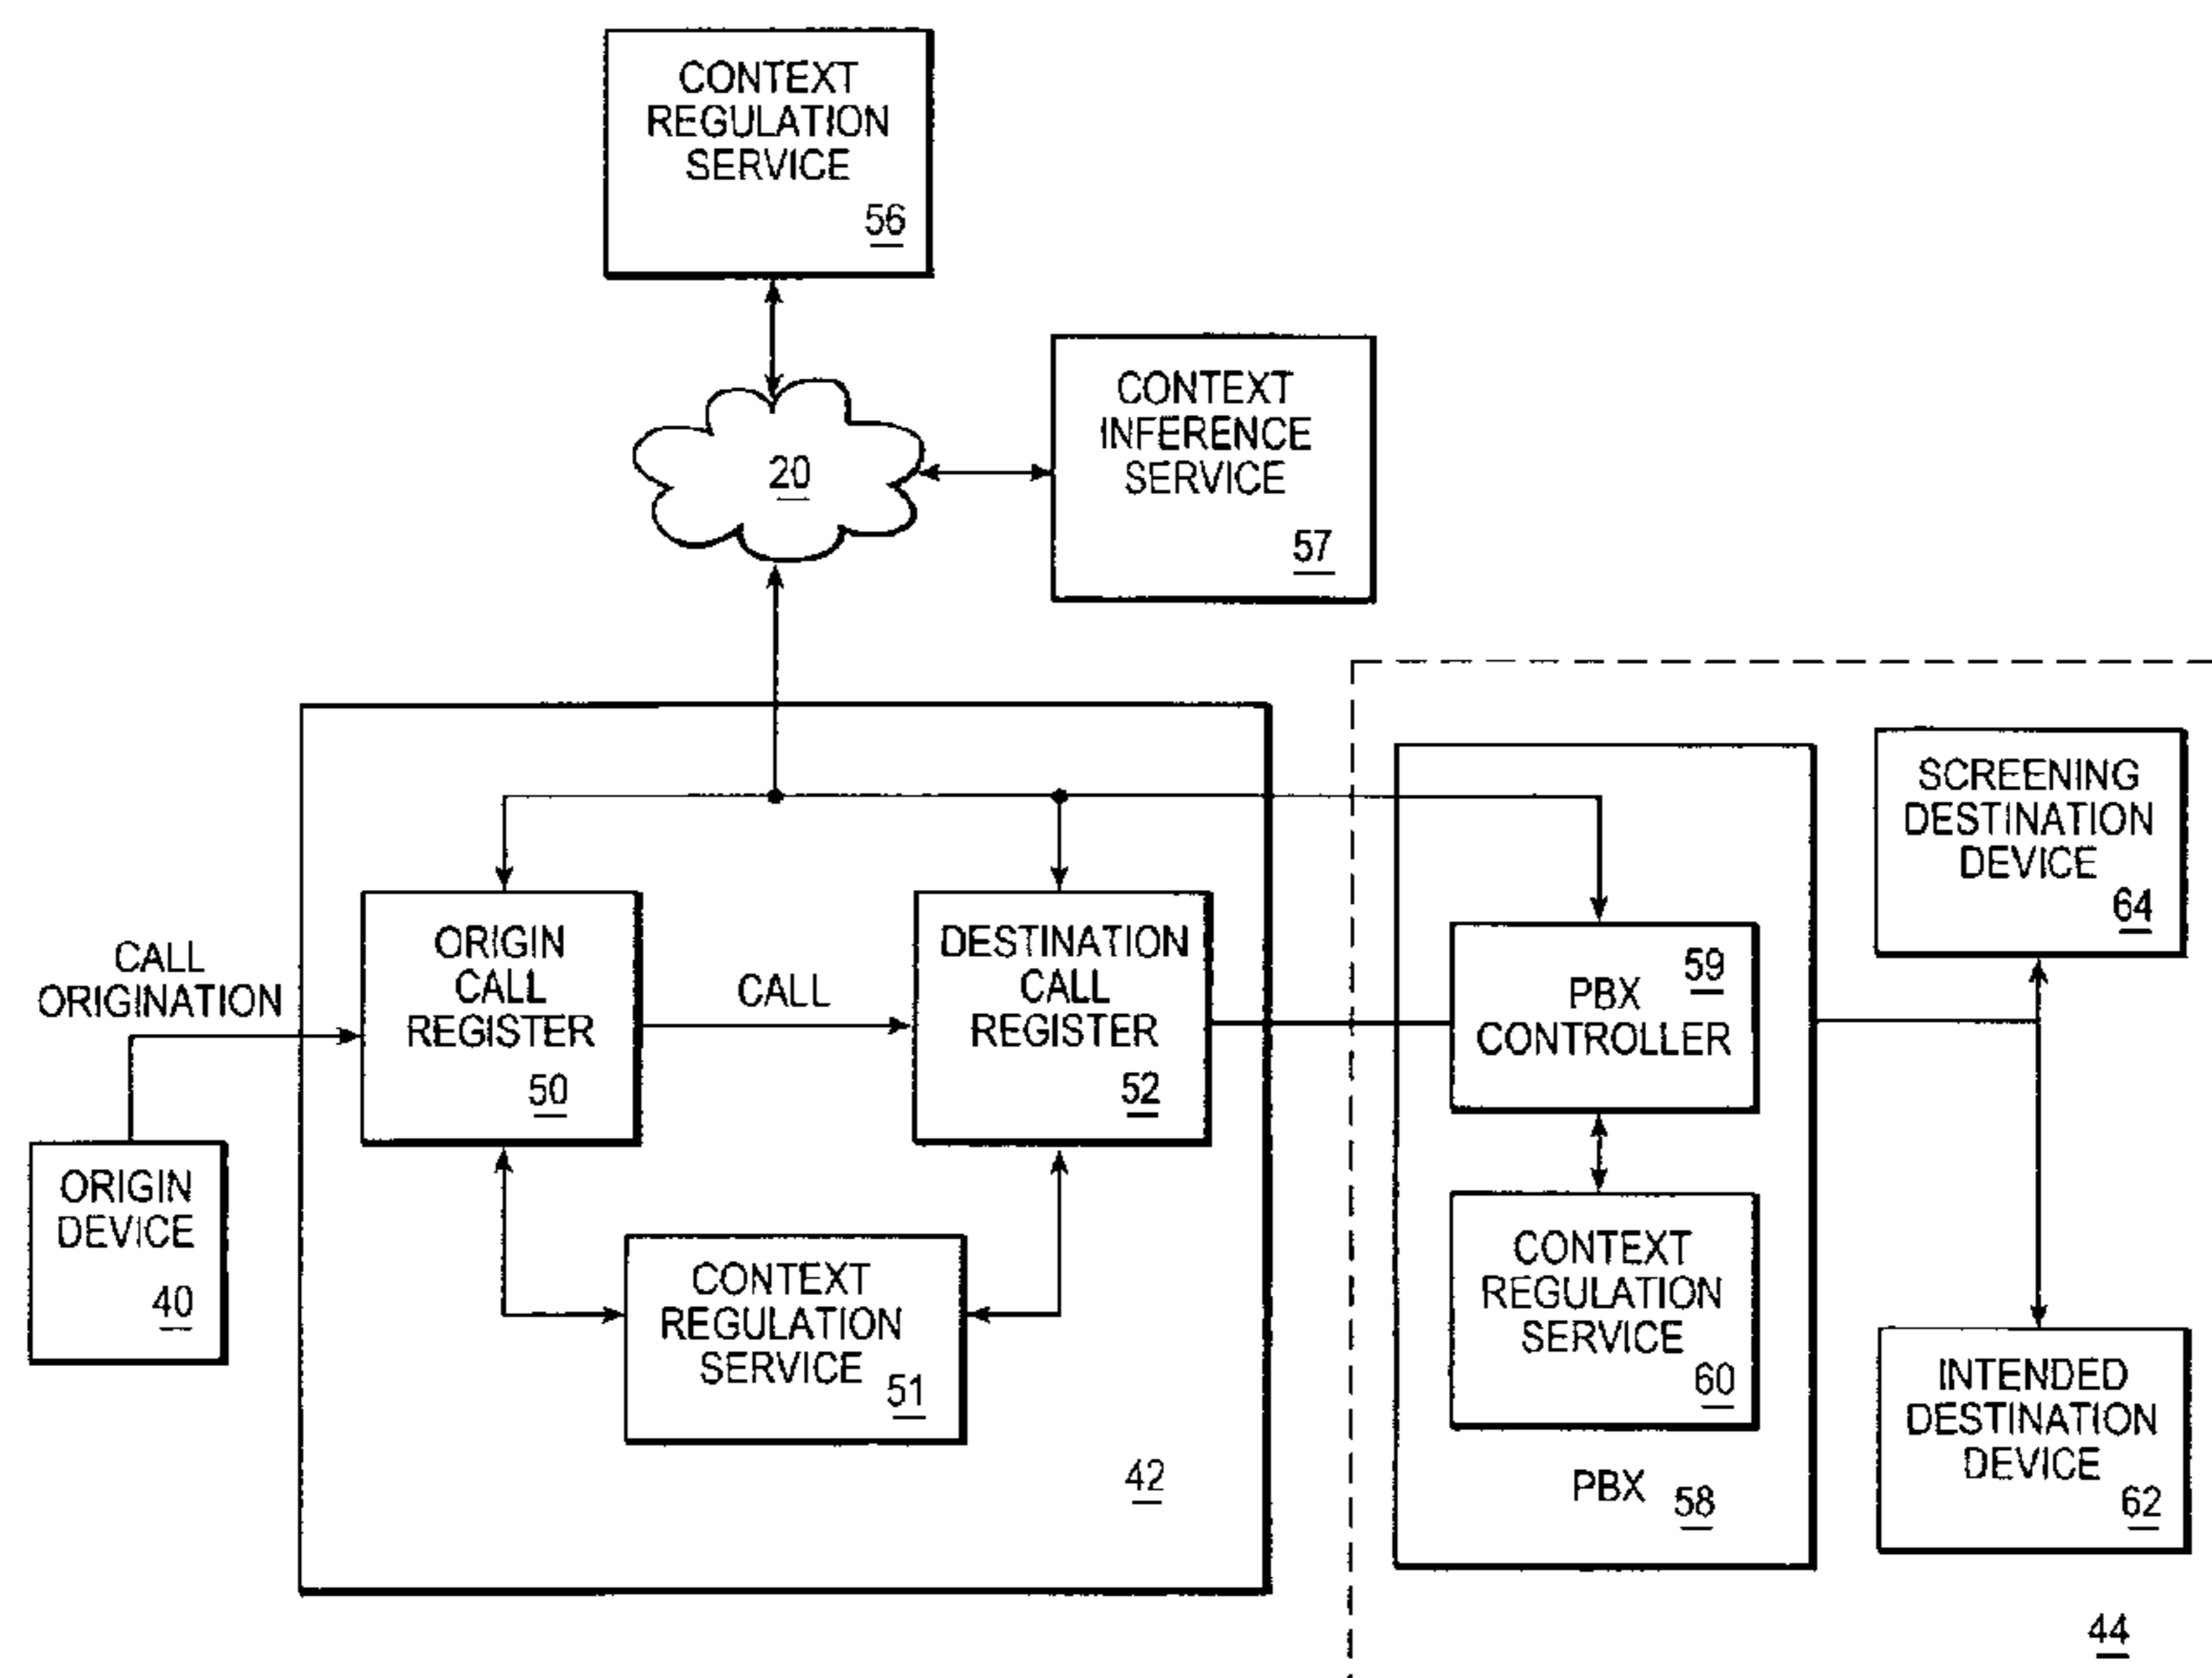 CONTEXT
REGULATION
SERVICE
56
CONTEXT
INFERENCE
SERVICE
57
20
SCREENING
DESTINATION
DEVICE
64
CALL
ORIGINATION
ORIGIN
CALL
REGISTER
50
CALL
DESTINATION
CALL
REGISTER
52
59
PBX
CONTROLLER
ORIGIN
DEVICE
40
CONTEXT
REGULATION
SERVICE
51
42
CONTEXT
REGULATION
SERVICE
60
PBX 58
INTENDED
DESTINATION
DEVICE
62
44